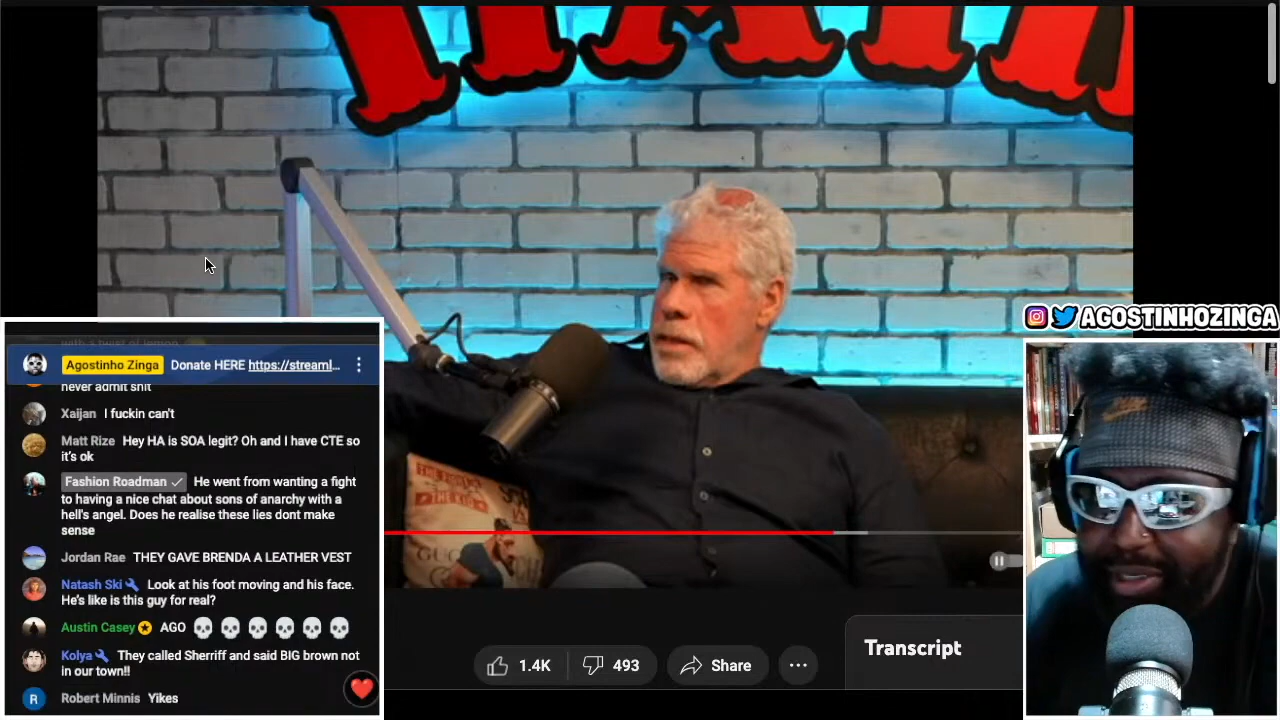 AGOSTINHOZINGA
with a twist of lemon
Agostinho Zinga Donate HERE https://streaml...
never admit shit
Xaijan I fuckin can't
Matt Rize Hey HA is SOA legit? Oh and I have CTE so
it's ok
Fashion Roadman He went from wanting a fight
to having a nice chat about sons of anarchy with a
hell's angel. Does he realise these lies dont make
sense
Jordan Rae THEY GAVE BRENDA A LEATHER VEST
Natash Ski Look at his foot moving and his face.
He's like is this guy for real?
Austin Casey AGO
Kolya They called Sherriff and said BIG brown not
in our town!!
R Robert Minnis Yikes
1.4K 493 Share
Transcript